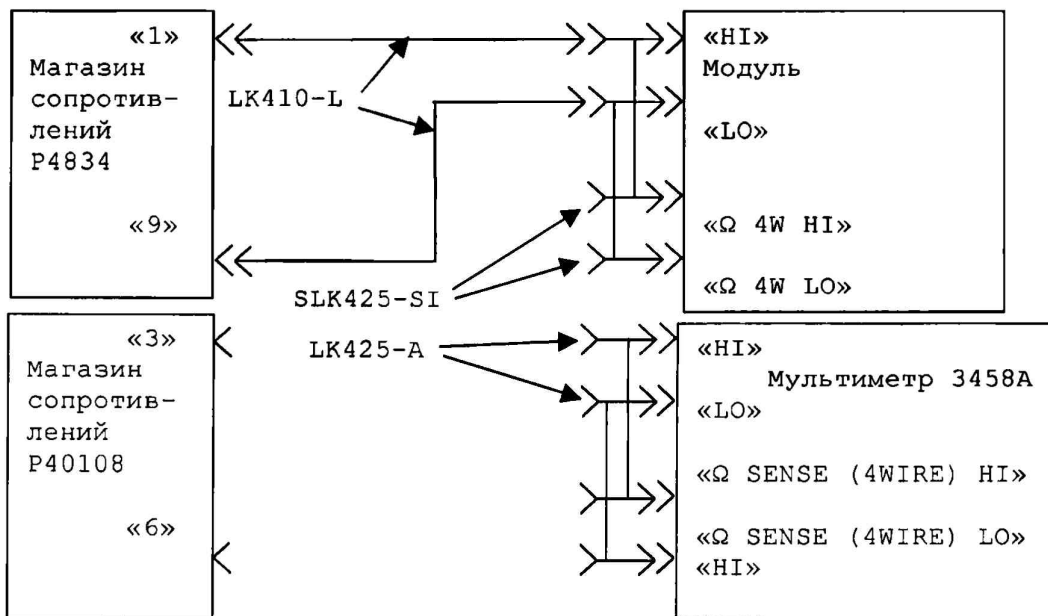 «1»
Магазин
сопротив-
лений
Р4834
«9»
LK410-L
«HI»
Модуль
«LO»
«Ω 4W HI»
«Ω 4W LO»
SLK425-SI
«3»
Магазин
сопротив-
лений
Р40108
«6»
LK425-A
«HI»
Мультиметр 3458А
«LO»
«Ω SENSE (4WIRE) HI»
«Ω SENSE (4WIRE) LO»
«HI»